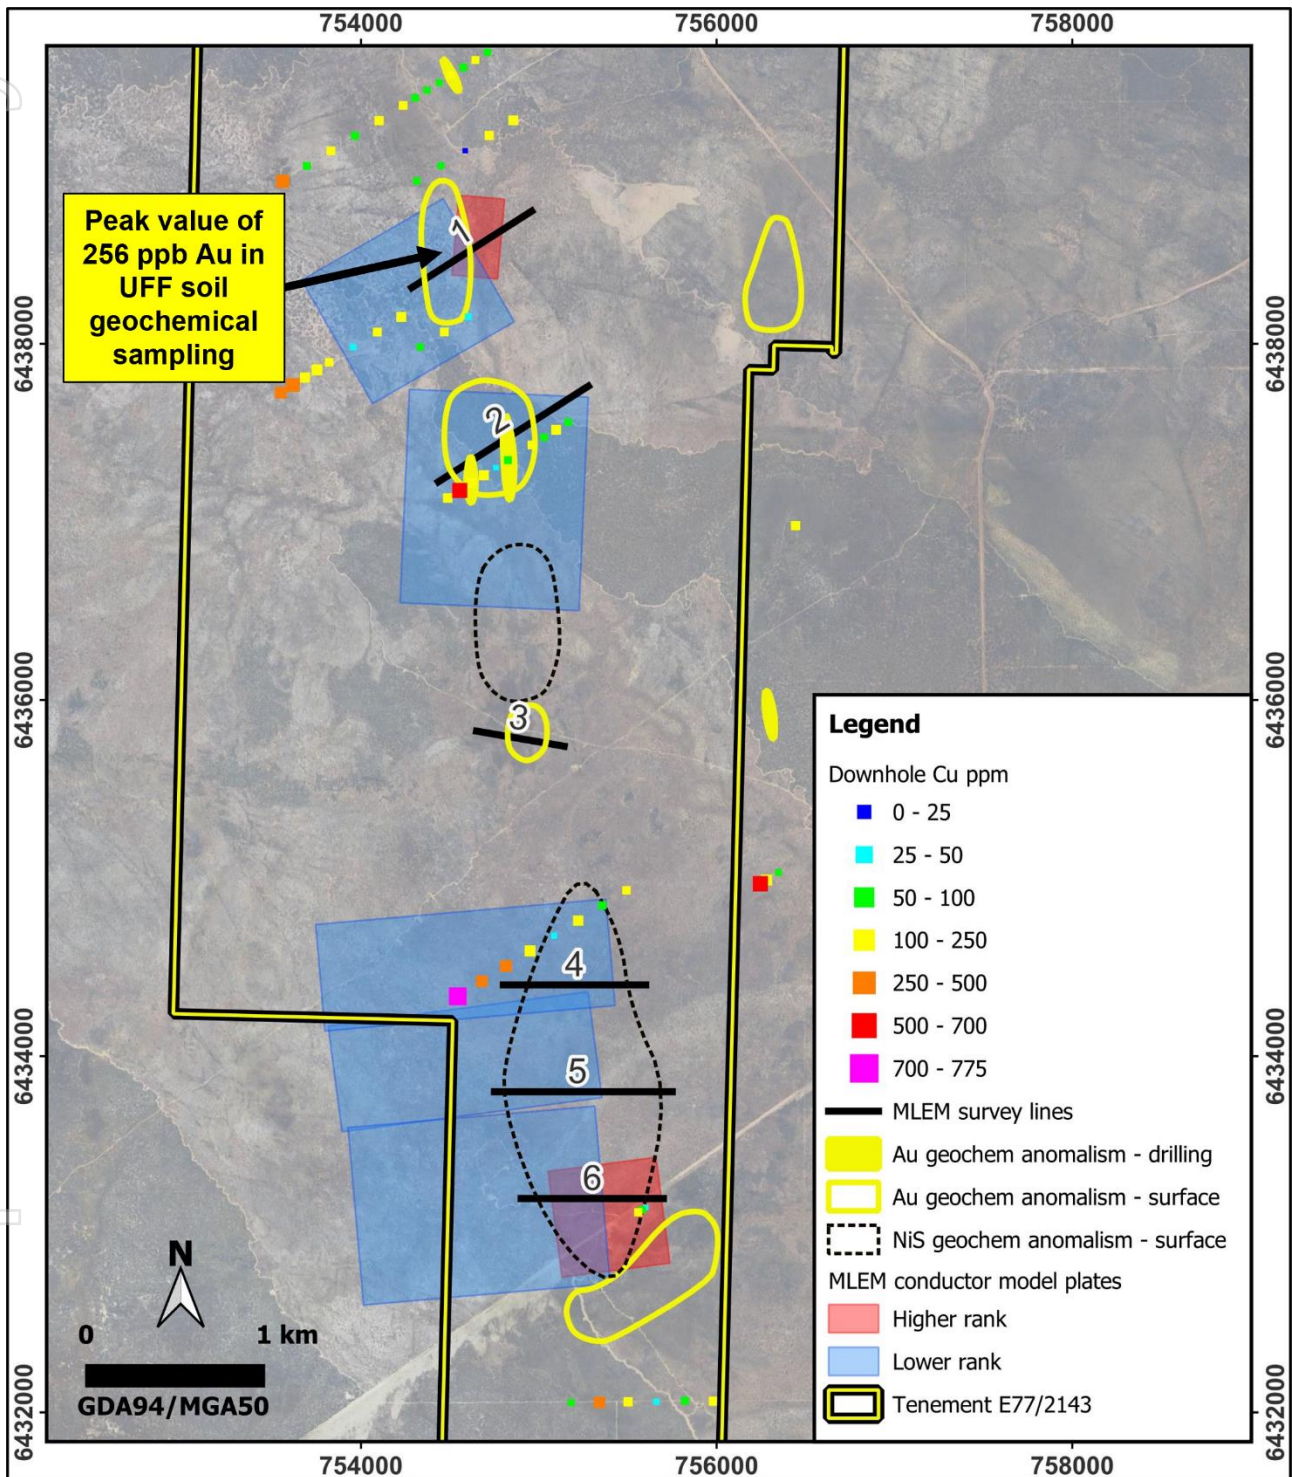 754000
756000
758000
6438000
6438000
Peak value of
256 ppb Au in
UFF soil
geochemical
sampling
1
2
6436000
6436000
3
Legend
Downhole Cu ppm
0 - 25
25 - 50
50 - 100
100 - 250
250 - 500
500 - 700
700 - 775
MLEM survey lines
Au geochem anomalism - drilling
Au geochem anomalism - surface
NiS geochem anomalism - surface
MLEM conductor model plates
Higher rank
Lower rank
Tenement E77/2143
4
6434000
6434000
5
6
N
0 1 km
GDA94/MGA50
6432000
6432000
754000
756000
758000